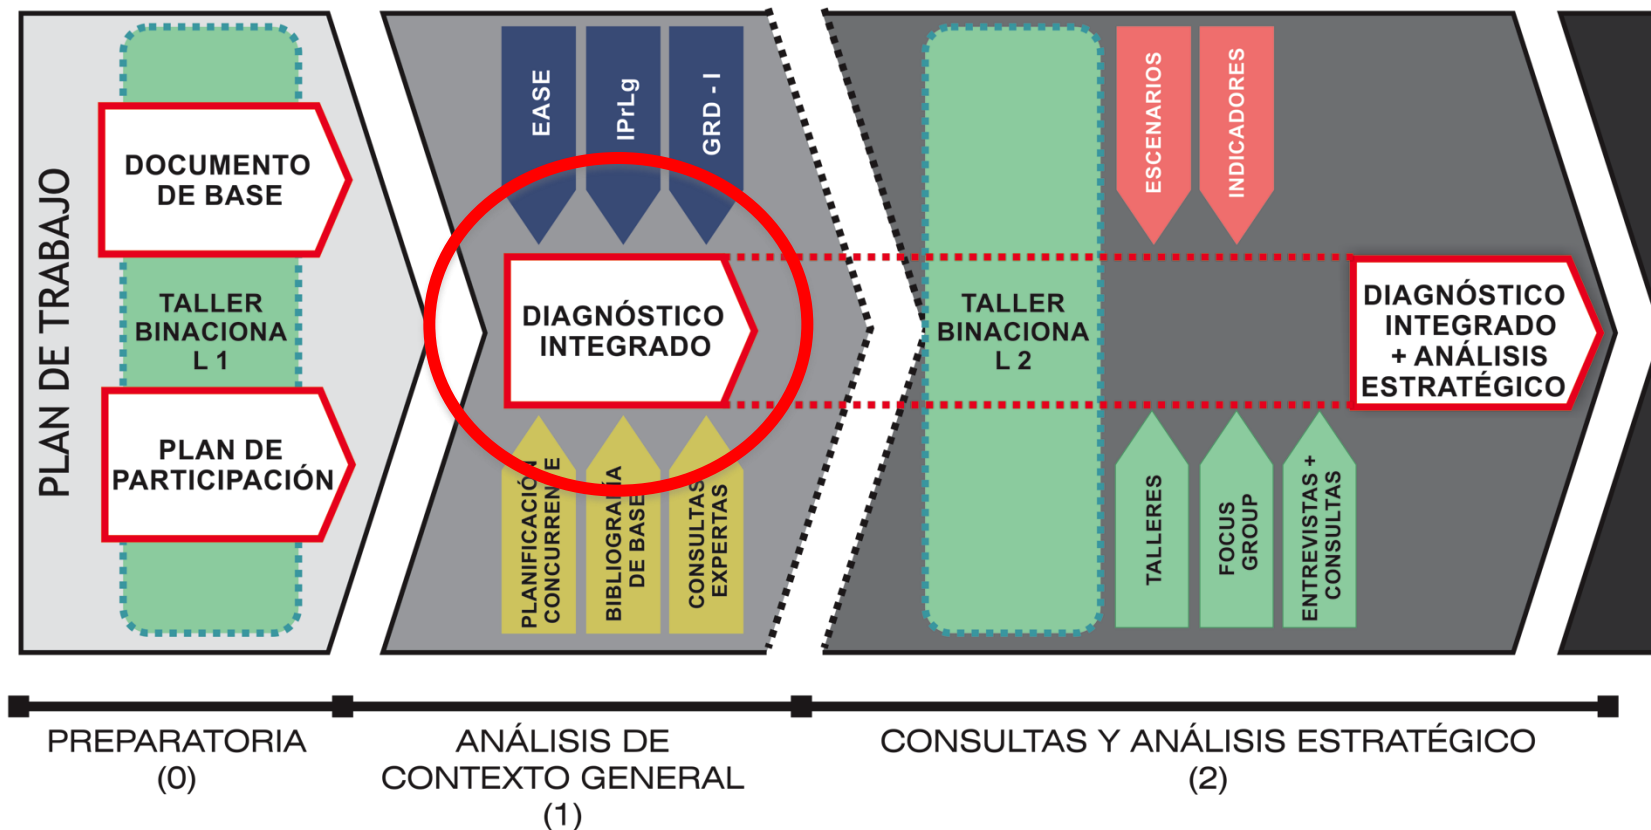 PLAN DE TRABAJO
DOCUMENTO
DE BASE
TALLER
BINACIONA
L 1
PLAN DE
PARTICIPACIÓN
EASE
IPrLg
GRD - I
DIAGNÓSTICO
INTEGRADO
PLANIFICACIÓN
CONCURREN E
BIBLIOGRAFÍA
DE BASE
CONSULTAS
EXPERTAS
TALLER
BINACIONA
L 2
ESCENARIOS
INDICADORES
TALLERES
FOCUS
GROUP
ENTREVISTAS +
CONSULTAS
DIAGNÓSTICO
INTEGRADO
+ ANÁLISIS
ESTRATÉGICO
PREPARATORIA
(0)
ANÁLISIS DE
CONTEXTO GENERAL
(1)
CONSULTAS Y ANÁLISIS ESTRATÉGICO
(2)